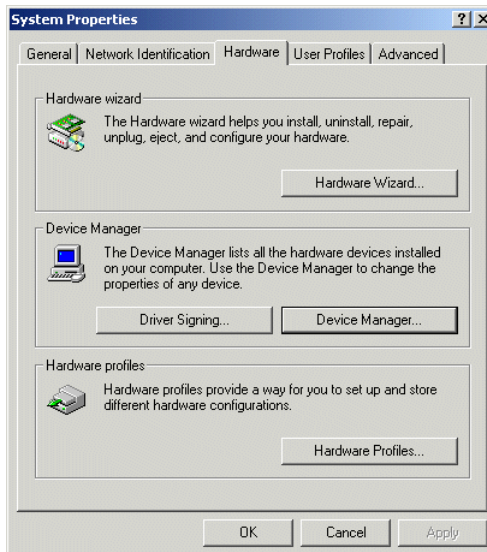 System Properties
General
Network Identification
Hardware
User Profiles
Advanced
Hardware wizard
The Hardware wizard helps you install, uninstall, repair,
unplug, eject, and configure your hardware.
Hardware Wizard...
Device Manager
The Device Manager lists all the hardware devices installed
on your computer. Use the Device Manager to change the
properties of any device.
Driver Signing...
Device Manager...
Hardware profiles
Hardware profiles provide a way for you to set up and store
different hardware configurations.
Hardware Profiles...
OK
Cancel
Apply